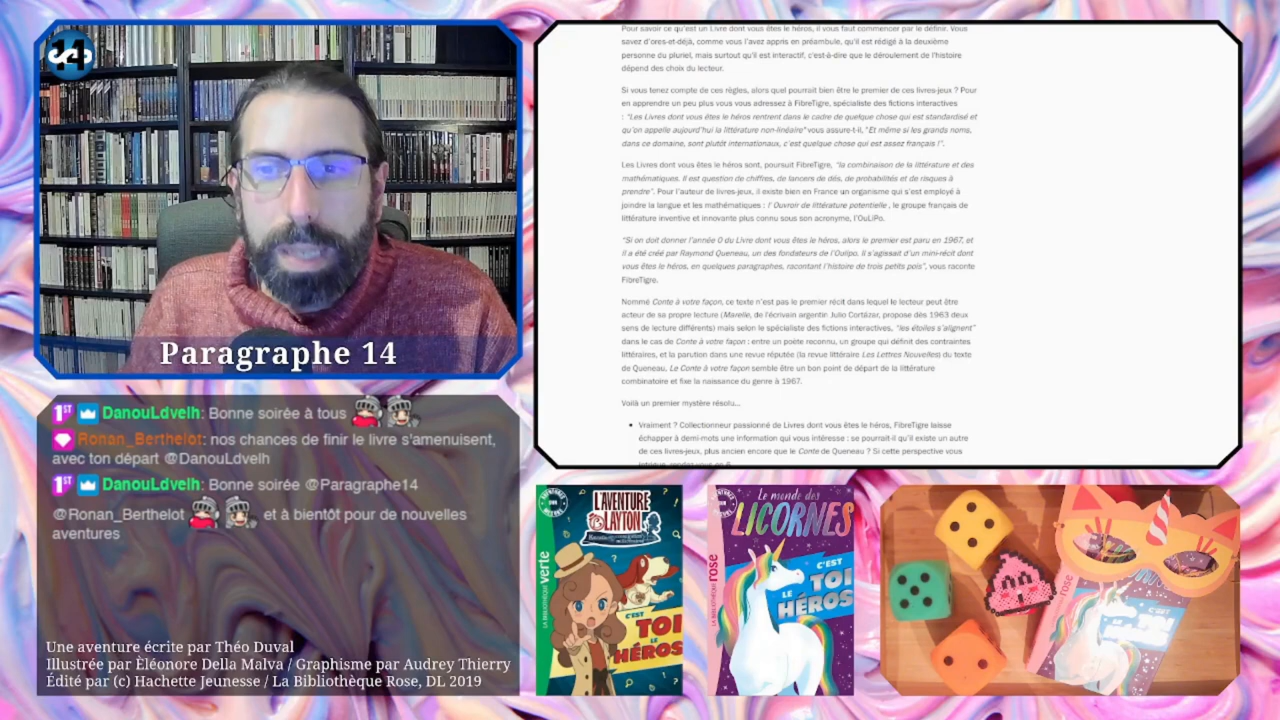 44
Paragraphe 14
1ST DanouLdvelh: Bonne soirée à tous
Ronan_Berthelot: nos chances de finir le livre s'amenuisent,
avec ton départ @DanouLdvelh
1ST DanouLdvelh: Bonne soirée @Paragraphe14
@Ronan_Berthelot et à bientôt pour de nouvelles
aventures
Une aventure écrite par Théo Duval
Illustrée par Èléonore Della Malva / Graphisme par Audrey Thierry
Édité par (c) Hachette Jeunesse / La Bibliothèque Rose, DL 2019
Pour savoir ce qu'est un Livre dont vous êtes le héros, il vous faut commencer par le définir. Vous
savez d'ores-et-déjà, comme vous l'avez appris en préambule, qu'il est rédigé à la deuxième
personne du pluriel, mais surtout qu'il est interactif, c'est-à-dire que le déroulement de l'histoire
dépend des choix du lecteur.
Si vous tenez compte de ces règles, alors quel pourrait bien être le premier de ces livres-jeux ? Pour
en apprendre un peu plus vous vous adressez à FibreTigre, spécialiste des fictions interactives
: "Les Livres dont vous êtes le héros rentrent dans le cadre de quelque chose qui est standardisé et
qu'on appelle aujourd'hui la littérature non-linéaire" vous assure-t-il, "Et même si les grands noms,
dans ce domaine, sont plutôt internationaux, c'est quelque chose qui est assez français !".
Les Livres dont vous êtes le héros sont, poursuit FibreTigre, "la combinaison de la littérature et des
mathématiques. Il est question de chiffres, de lancers de dés, de probabilités et de risques à
prendre". Pour l'auteur de livres-jeux, il existe bien en France un organisme qui s'est employé à
joindre la langue et les mathématiques : l' Ouvroir de littérature potentielle , le groupe français de
littérature inventive et innovante plus connu sous son acronyme, l'OuLiPo.
"Si on doit donner l'année 0 du Livre dont vous êtes le héros, alors le premier est paru en 1967, et
il a été créé par Raymond Queneau, un des fondateurs de l'Oulipo. Il s'agissait d'un mini-récit dont
vous êtes le héros, en quelques paragraphes, racontant l'histoire de trois petits pois", vous raconte
FibreTigre.
Nommé Conte à votre façon, ce texte n'est pas le premier récit dans lequel le lecteur peut être
acteur de sa propre lecture (Marelle, de l'écrivain argentin Julio Cortázar, propose dès 1963 deux
sens de lecture différents) mais selon le spécialiste des fictions interactives, "les étoiles s'alignent"
dans le cas de Conte à votre façon : entre un poète reconnu, un groupe qui définit des contraintes
littéraires, et la parution dans une revue réputée (la revue littéraire Les Lettres Nouvelles) du texte
de Queneau, Le Conte à votre façon semble être un bon point de départ de la littérature
combinatoire et fixe la naissance du genre à 1967.
Voilà un premier mystère résolu...
• Vraiment ? Collectionneur passionné de Livres dont vous êtes le héros, FibreTigre laisse
échapper à demi-mots une information qui vous intéresse : se pourrait-il qu'il existe un autre
de ces livres-jeux, plus ancien encore que le Conte de Queneau ? Si cette perspective vous
intrigue, rendez-vous en 6
AVENTURES SUR MESURE
L'AVENTURE
LAYTON
LA BIBLIOTHÈQUE verte
C'EST
TOI
LE
HÉROS
AVENTURES SUR MESURE
Le monde des
LICORNES
LA BIBLIOTHÈQUE rose
C'EST
TOI
LE
HÉROS
rose
C'EST